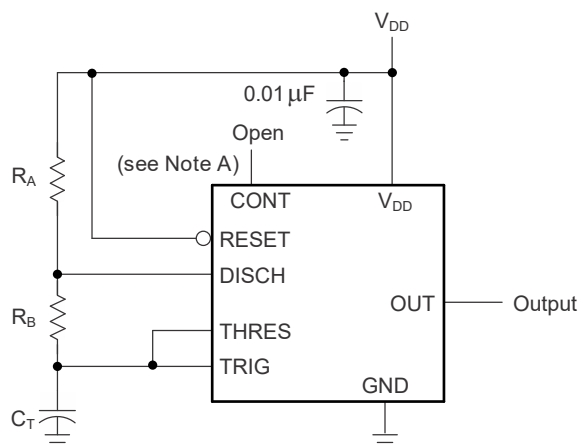 V_DD
0.01 μF
Open
(see Note A)
R_A
CONT
V_DD
RESET
DISCH
R_B
OUT
Output
THRES
TRIG
GND
C_T